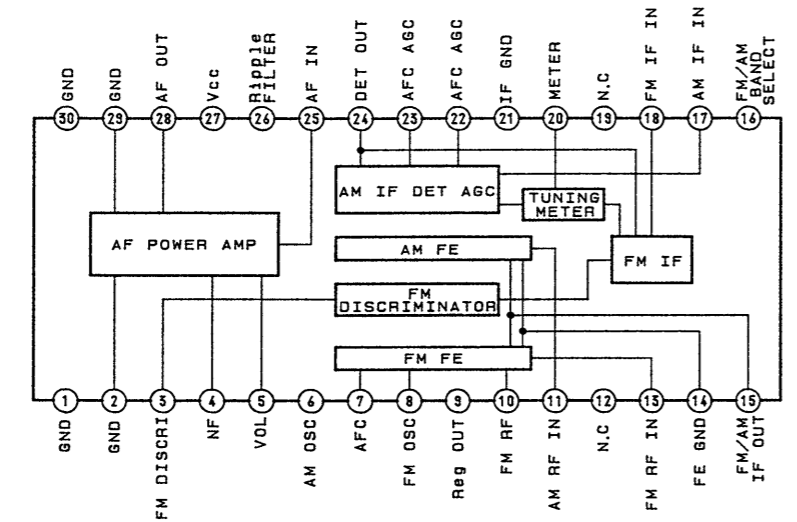 GND
GND
AF OUT
Vcc
Ripple
FILTER
AF IN
DET OUT
AFC AGC
AFC AGC
IF GND
METER
N.C
FM IF IN
AM IF IN
FM/AM
BAND
SELECT
30 29 28 27 26 25 24 23 22 21 20 19 18 17 16
AM IF DET AGC
TUNING
METER
AF POWER AMP
AM FE
FM IF
FM
DISCRIMINATOR
FM FE
1 2 3 4 5 6 7 8 9 10 11 12 13 14 15
GND
GND
FM DISCRI
NF
VOL
AM OSC
AFC
FM OSC
Reg OUT
FM RF
AM RF IN
N.C
FM RF IN
FE GND
FM/AM
IF OUT